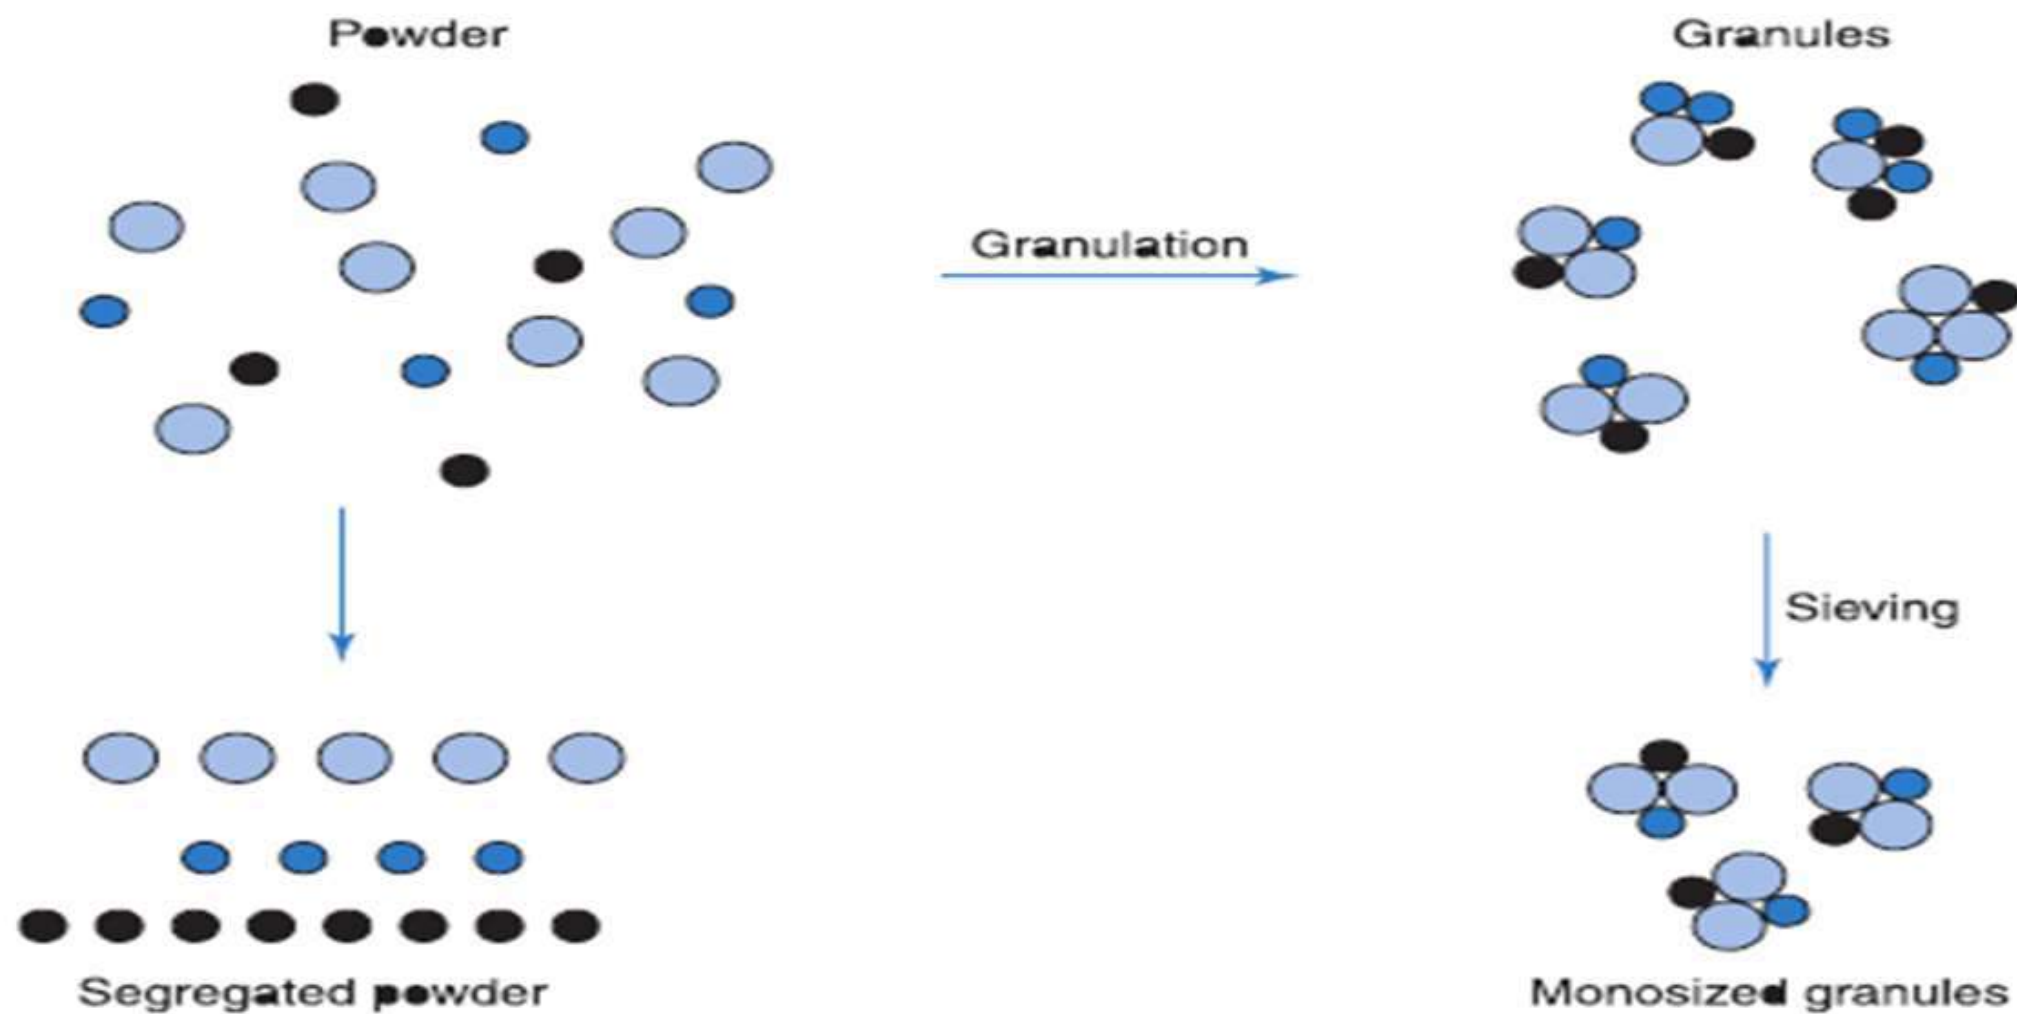 Powder
Granules
Granulation
Sieving
Segregated powder
Monosized granules